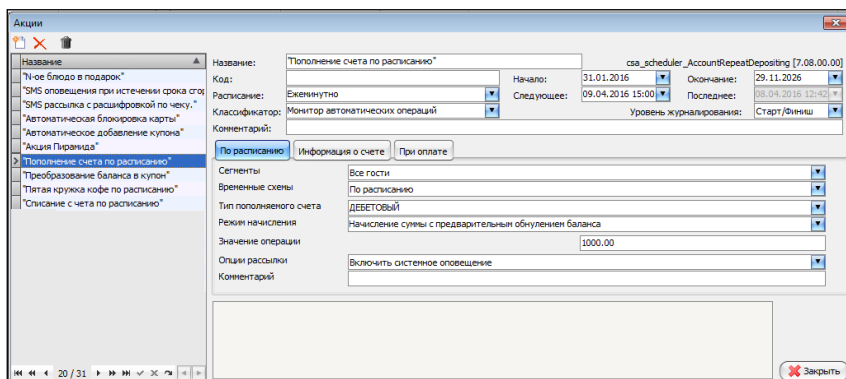 Акции
Название
"N-ое блюдо в подарок"
"SMS оповещения при истечении срока
"SMS рассылка с расшифровкой по чеку."
"Автоматическая блокировка карты"
"Автоматическое добавление купона"
"Акция Пирамида"
"Пополнение счета по расписанию"
"Преобразование баланса в купон"
"Пятая кружка кофе по расписанию"
"Списание с чета по расписанию"
20 / 31
Название: "Пополнение счета по расписанию" csa_scheduler_AccountRepeatDepositing [7.08.00.00]
Код: Начало: 31.01.2016 Окончание: 29.11.2026
Расписание: Ежеминутно Следующее: 09.04.2016 15:00 Последнее: 08.04.2016 12:42
Классификатор: Монитор автоматических операций Уровень журналирования: Старт/Финиш
Комментарий:
По расписанию Информация о счете При оплате
Сегменты Все гости
Временные схемы По расписанию
Тип пополняемого счета ДЕБЕТОВЫЙ
Режим начисления Начисление суммы с предварительным обнулением баланса
Значение операции 1000.00
Опции рассылки Включить системное оповещение
Комментарий
Закрыть